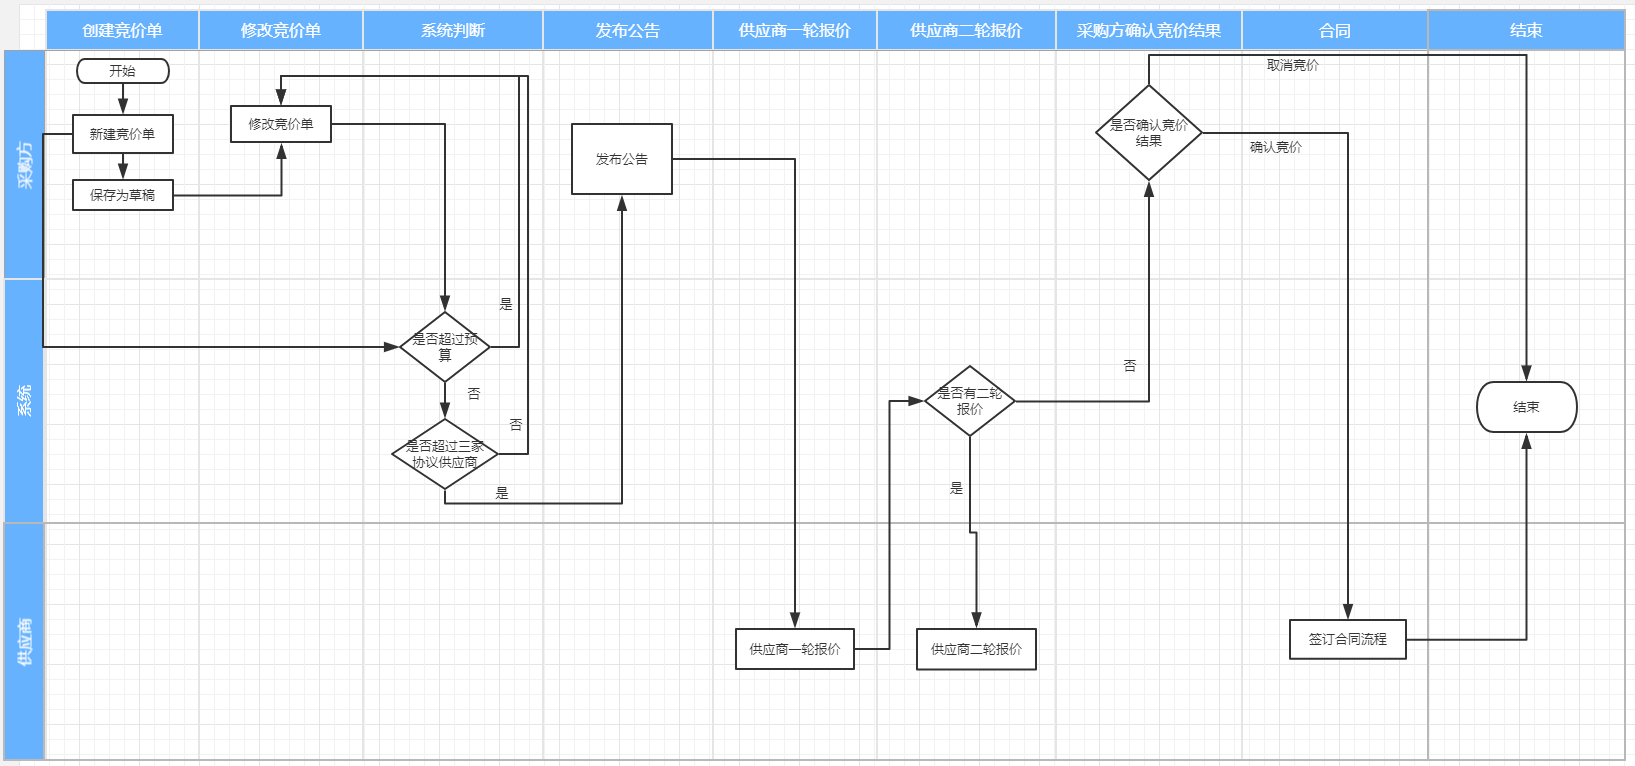 创建竞价单
修改竞价单
系统判断
发布公告
供应商一轮报价
供应商二轮报价
采购方确认竞价结果
合同
结束
采购方
开始
新建竞价单
保存为草稿
修改竞价单
发布公告
是否确认竞价
结果
取消竞价
确认竞价
系统
是
是否超过预
算
否
否
是否超过三家
协议供应商
是
是否有二轮
报价
否
是
结束
供应商
供应商一轮报价
供应商二轮报价
签订合同流程